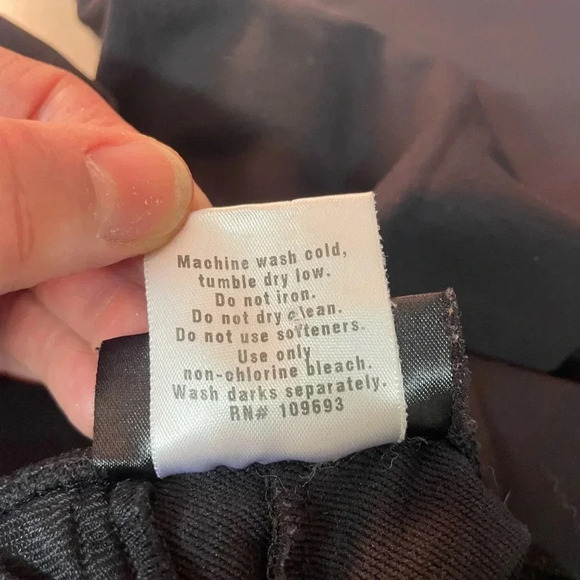 Machine wash cold,
tumble dry low.
Do not iron.
Do not dry clean.
Do not use softeners.
Use only
non-chlorine bleach.
Wash darks separately.
RN# 109693